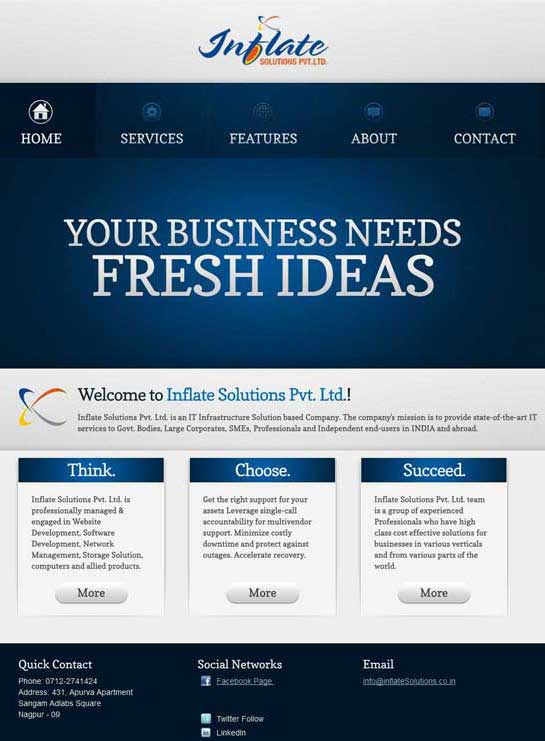 Inflate
SOLUTIONS PVT.LTD.
HOME
SERVICES
FEATURES
ABOUT
CONTACT
YOUR BUSINESS NEEDS
FRESH IDEAS
Welcome to Inflate Solutions Pvt. Ltd.!
Inflate Solutions Pvt. Ltd. is an IT Infrastructure Solution based Company. The company's mission is to provide state-of-the-art IT
services to Govt. Bodies, Large Corporates, SMEs, Professionals and Independent end-users in INDIA and abroad.
Think.
Inflate Solutions Pvt. Ltd. is
professionally managed &
engaged in Website
Development, Software
Development, Network
Management, Storage Solution,
computers and allied products.
More
Choose.
Get the right support for your
assets Leverage single-call
accountability for multivendor
support. Minimize costly
downtime and protect against
outages. Accelerate recovery.
More
Succeed.
Inflate Solutions Pvt. Ltd. team
is a group of experienced
Professionals who have high
class cost effective solutions for
businesses in various verticals
and from various parts of the
world.
More
Quick Contact
Phone: 0712-2741424
Address: 431, Apurva Apartment
Sangam Adlabs Square
Nagpur - 09
Social Networks
Facebook Page
Twitter Follow
LinkedIn
Email
info@inflateSolutions.co.in